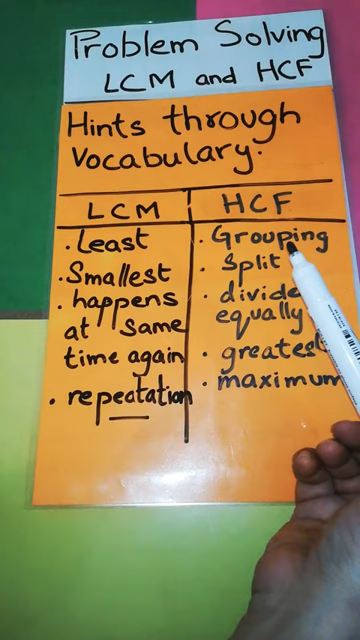 Problem Solving
LCM and HCF
Hints through
Vocabulary.
LCM
HCF
. Least
. Smallest
. happens
at same
time again
. repeatation
. Grouping
. Split
. divide
equally
. greatest
. maximum